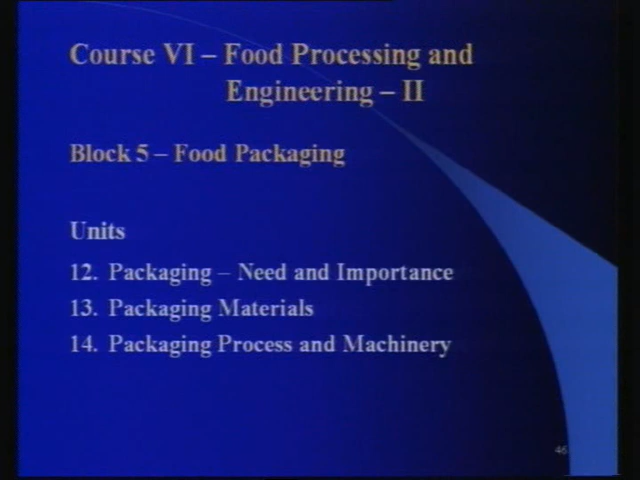 Course VI – Food Processing and
Engineering – II
Block 5 – Food Packaging
Units
12. Packaging – Need and Importance
13. Packaging Materials
14. Packaging Process and Machinery
46